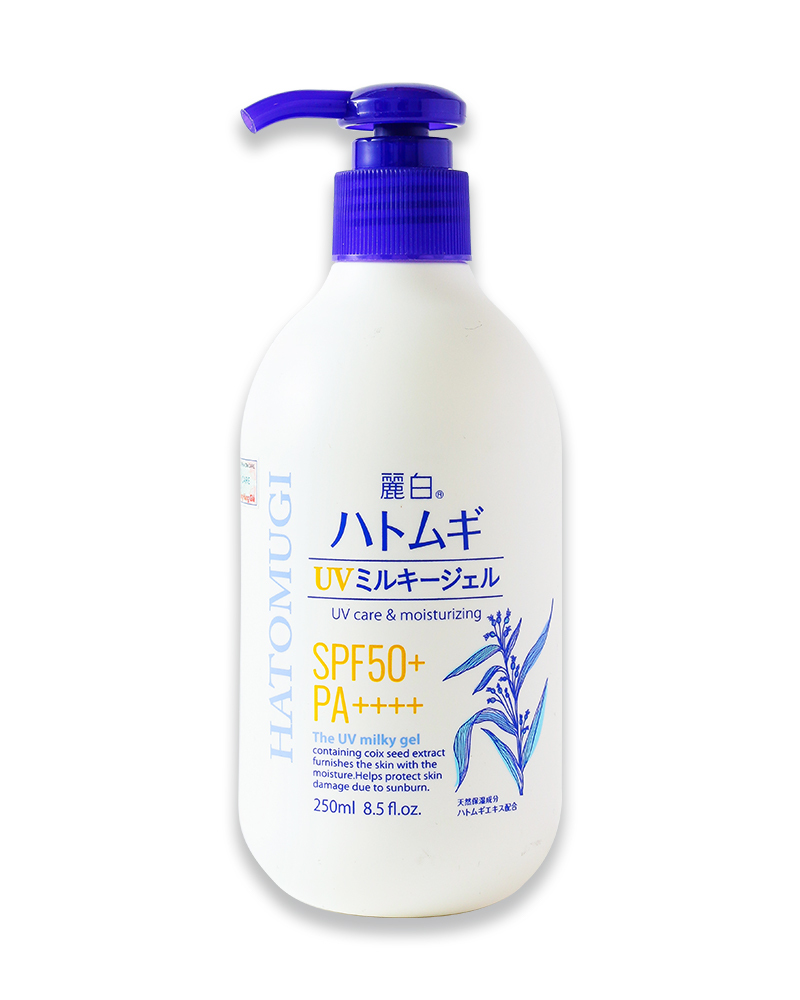 麗白®
ハトムギ
UVミルキージェル
UV care & moisturizing
SPF50+
PA++++
The UV milky gel
containing coix seed extract
furnishes the skin with the
moisture.Helps protect skin
damage due to sunburn.
250ml 8.5 fl.oz.
天然保湿成分
ハトムギエキス配合
HATOMUGI
CARE